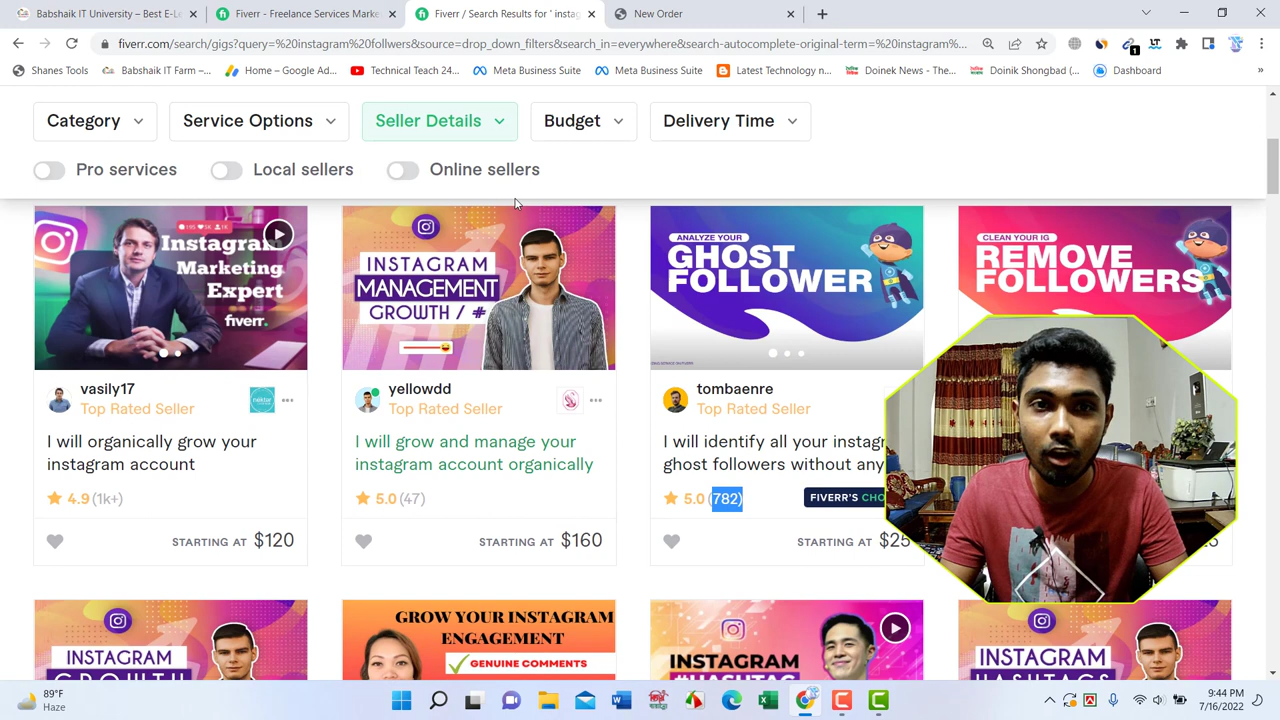 Babshaik IT University – Best E-Le
Fiverr - Freelance Services Marke
Fiverr / Search Results for ' instag
New Order
fiverr.com/search/gigs?query=%20instagram%20follwers&source=drop_down_filters&search_in=everywhere&source-autocomplete-original-term=%20instagram%...
Shanes Tools
Babshaik IT Farm –...
Home – Google Ad...
Techncial Teach 24...
Meta Business Suite
Meta Business Suite
Latest Technology n...
Doinek News - The...
Doinik Shongbad (...
Dashboard
»
Category
Service Options
Seller Details
Budget
Delivery Time
Pro services
Local sellers
Online sellers
Instagram
Marketing
Expert
fiverr.
INSTAGRAM
MANAGEMENT
GROWTH / #
ANALYZE YOUR
GHOST
FOLLOWER
CLEAN YOUR IG
REMOVE
FOLLOWERS
vasily17
Top Rated Seller
yellowdd
Top Rated Seller
tombaenre
Top Rated Seller
I will organically grow your
instagram account
I will grow and manage your
instagram account organically
I will identify all your instagr
ghost followers without any
4.9 (1k+)
5.0 (47)
5.0 (782)
FIVERR'S CHO
STARTING AT $120
STARTING AT $160
STARTING AT $25
INSTAGRAM
GROW YOUR INSTAGRAM
ENGAGEMENT
GENUINE COMMENTS
INSTAGRAM
INSTAGRAM
89°F
Haze
9:44 PM
7/16/2022